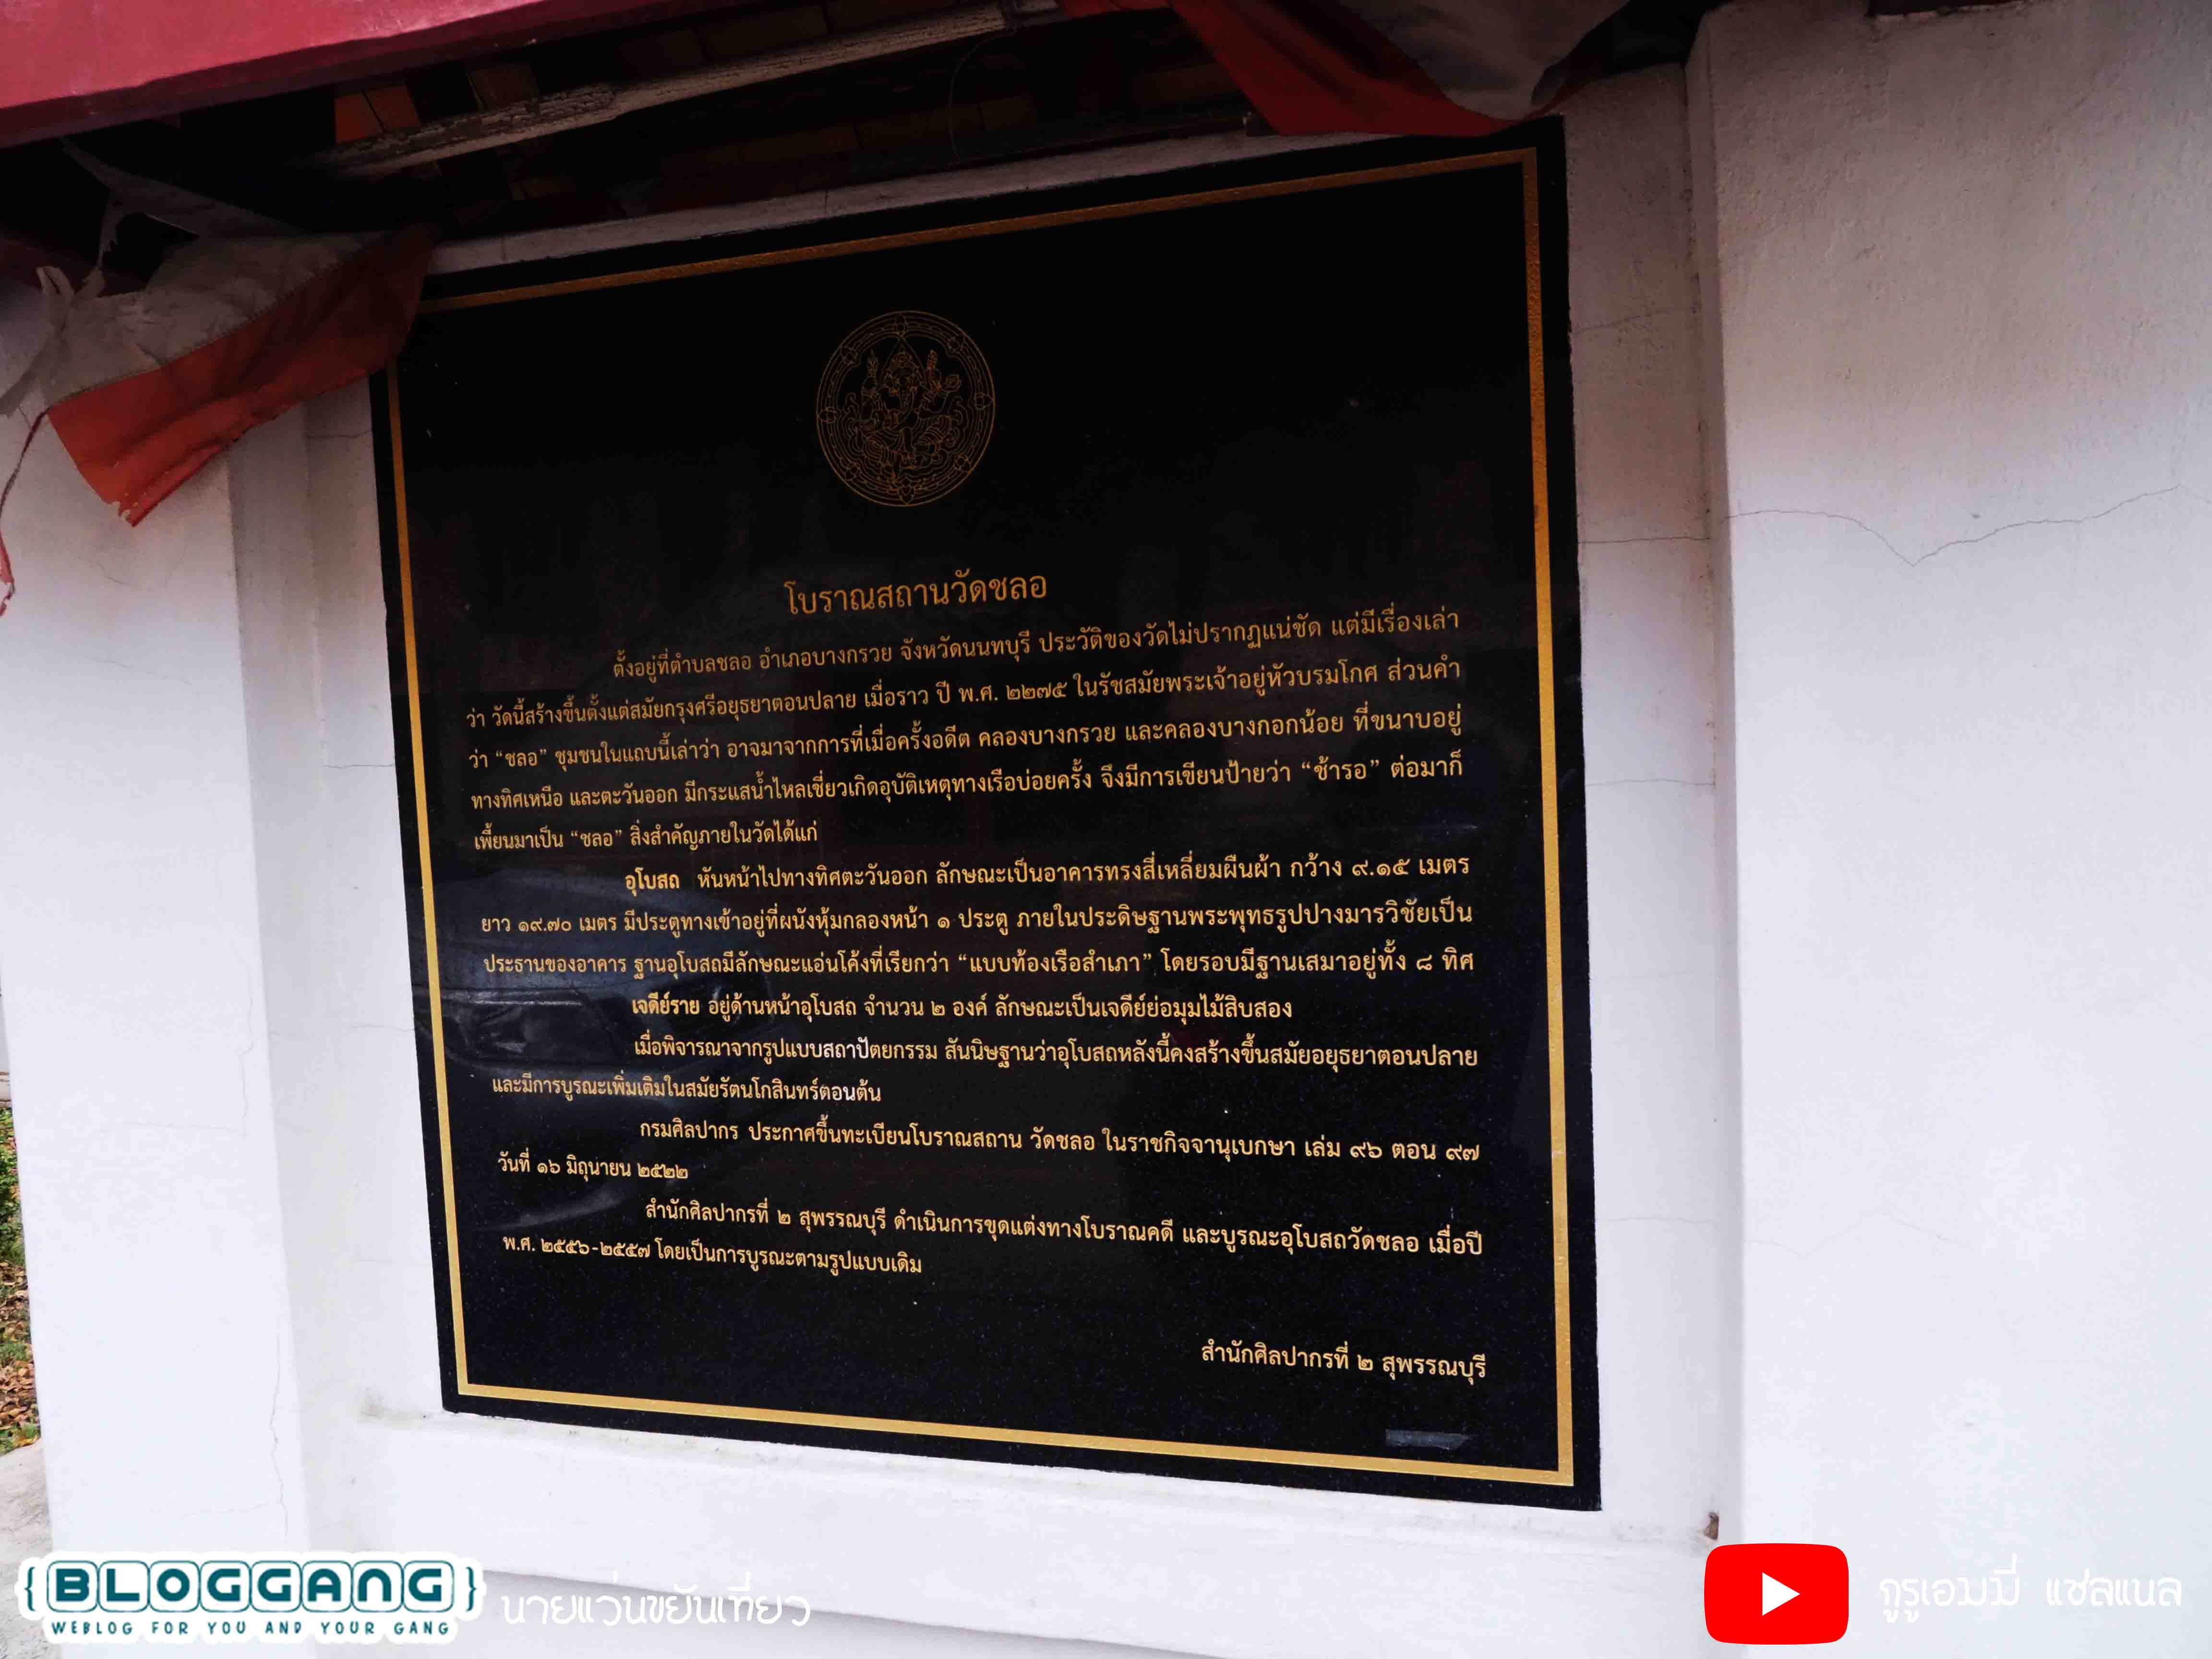 โบราณสถานวัดชลอ
ตั้งอยู่ที่ตำบลชลอ อำเภอบางกรวย จังหวัดนนทบุรี ประวัติของวัดไม่ปรากฏแน่ชัด แต่มีเรื่องเล่า
ว่า วัดนี้สร้างขึ้นตั้งแต่สมัยกรุงศรีอยุธยาตอนปลาย เมื่อราว ปี พ.ศ. ๒๒๗๕ ในรัชสมัยพระเจ้าอยู่หัวบรมโกศ ส่วนคำ
ว่า “ชลอ” ชุมชนในแถบนี้เล่าว่า อาจมาจากการที่เมื่อครั้งอดีต คลองบางกรวย และคลองบางกอกน้อย ที่ขนาบอยู่
ทางทิศเหนือ และตะวันออก มีกระแสน้ำไหลเชี่ยวเกิดอุบัติเหตุทางเรือบ่อยครั้ง จึงมีการเขียนป้ายว่า “ช้ารอ” ต่อมาก็
เพี้ยนมาเป็น “ชลอ” สิ่งสำคัญภายในวัดได้แก่
อุโบสถ หันหน้าไปทางทิศตะวันออก ลักษณะเป็นอาคารทรงสี่เหลี่ยมผืนผ้า กว้าง ๙.๑๕ เมตร
ยาว ๑๙.๗๐ เมตร มีประตูทางเข้าอยู่ที่ผนังหุ้มกลองหน้า ๑ ประตู ภายในประดิษฐานพระพุทธรูปปางมารวิชัยเป็น
ประธานของอาคาร ฐานอุโบสถมีลักษณะแอ่นโค้งที่เรียกว่า “แบบท้องเรือสำเภา” โดยรอบมีฐานเสมาอยู่ทั้ง ๘ ทิศ
เจดีย์ราย อยู่ด้านหน้าอุโบสถ จำนวน ๒ องค์ ลักษณะเป็นเจดีย์ย่อมุมไม้สิบสอง
เมื่อพิจารณาจากรูปแบบสถาปัตยกรรม สันนิษฐานว่าอุโบสถหลังนี้คงสร้างขึ้นสมัยอยุธยาตอนปลาย
และมีการบูรณะเพิ่มเติมในสมัยรัตนโกสินทร์ตอนต้น
กรมศิลปากร ประกาศขึ้นทะเบียนโบราณสถาน วัดชลอ ในราชกิจจานุเบกษา เล่ม ๙๖ ตอน ๙๗
วันที่ ๑๖ มิถุนายน ๒๕๒๒
สำนักศิลปากรที่ ๒ สุพรรณบุรี ดำเนินการขุดแต่งทางโบราณคดี และบูรณะอุโบสถวัดชลอ เมื่อปี
พ.ศ. ๒๕๕๖-๒๕๕๗ โดยเป็นการบูรณะตามรูปแบบเดิม
สำนักศิลปากรที่ ๒ สุพรรณบุรี
{BLOGGANG}
WEBLOG FOR YOU AND YOUR GANG
นายแว่นขยันเที่ยว
กูรูเอมมี่ แชลแนล